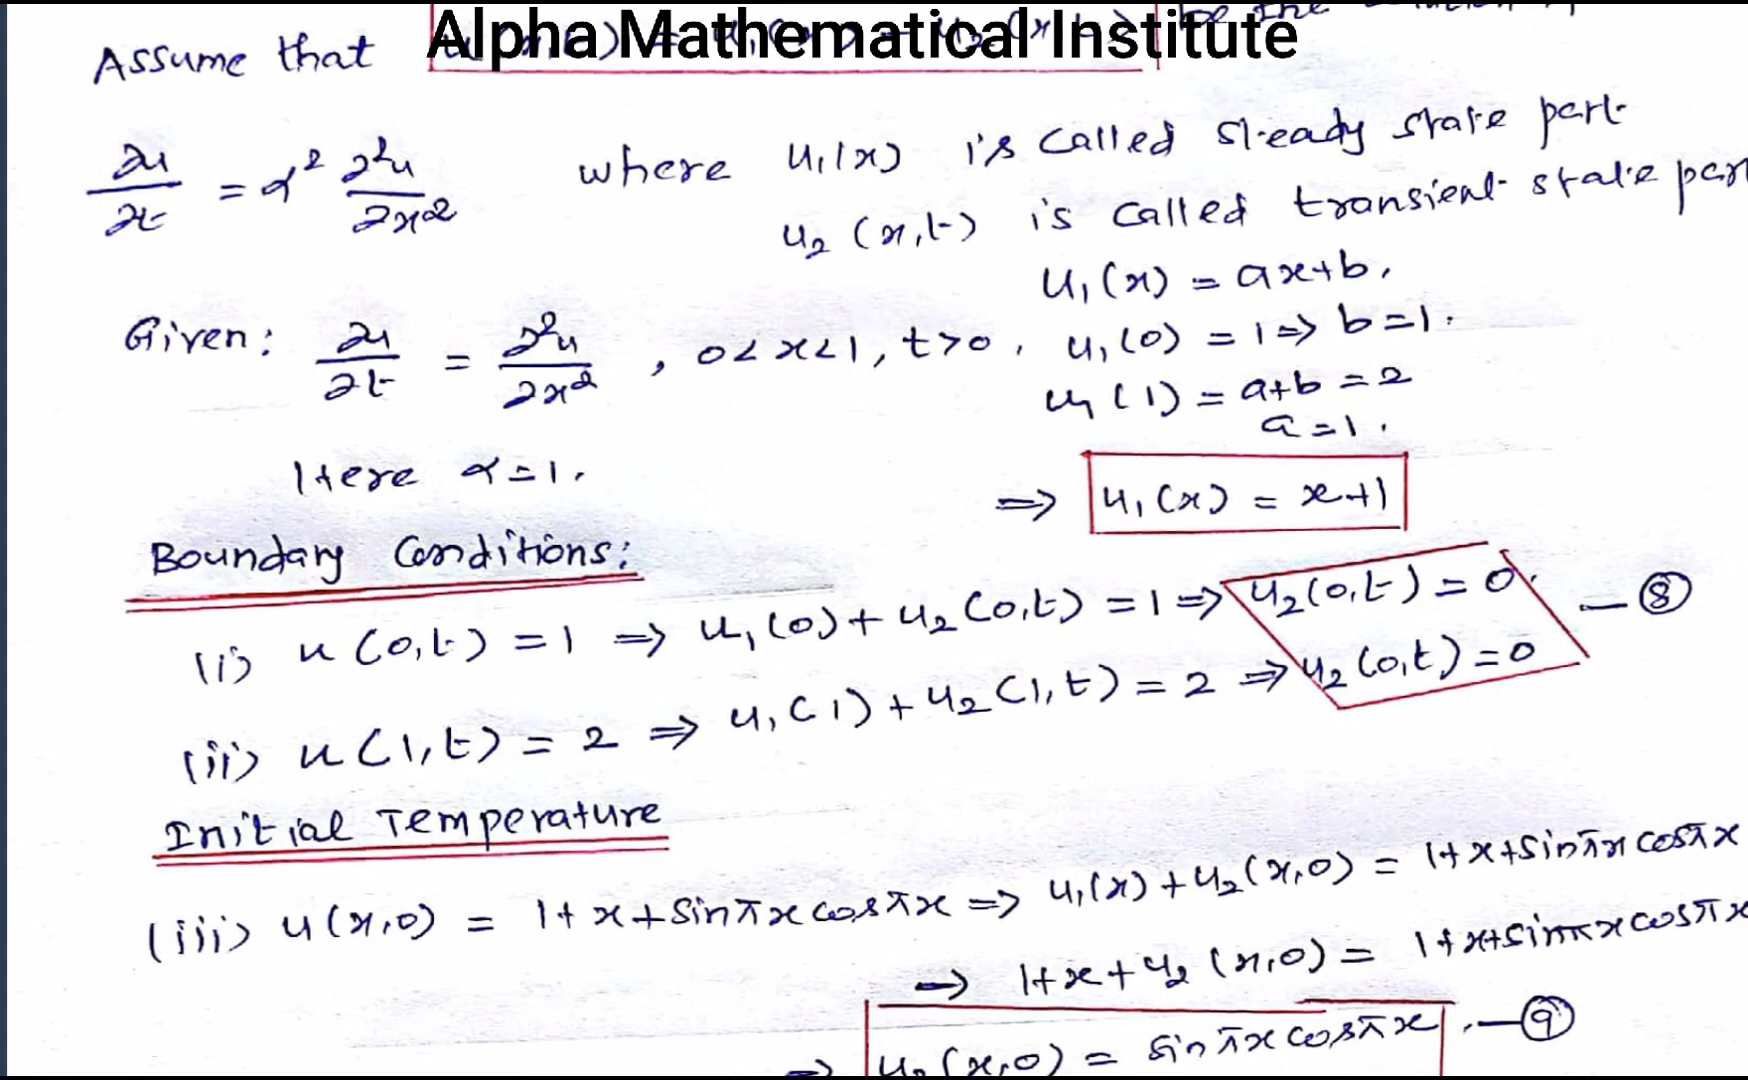 Alpha Mathematical Institute
Assume that
∂u/∂t = α² ∂²u/∂x² where u₁(x) is called steady state part
u₂(x,t) is called transient state par
u₁(x) = ax+b,
Given: ∂u/∂t = ∂²u/∂x² , 0<x<1, t>0, u₁(0) = 1 ⇒ b=1.
u₁(1) = a+b = 2
a=1.
Here α=1.
⇒ u₁(x) = x+1
Boundary Conditions:
(i) u(0,t) = 1 ⇒ u₁(0)+u₂(0,t) = 1 ⇒ u₂(0,t) = 0. — ⑧
(ii) u(1,t) = 2 ⇒ u₁(1)+u₂(1,t) = 2 ⇒ u₂(0,t) = 0
Initial Temperature
(iii) u(x,0) = 1+x+sinπx cosπx ⇒ u₁(x)+u₂(x,0) = 1+x+sinπx cosπx
→ 1+x+u₂(x,0) = 1+x+sinπx cosπx
⇒ u₂(x,0) = sinπx cosπx. — ⑨